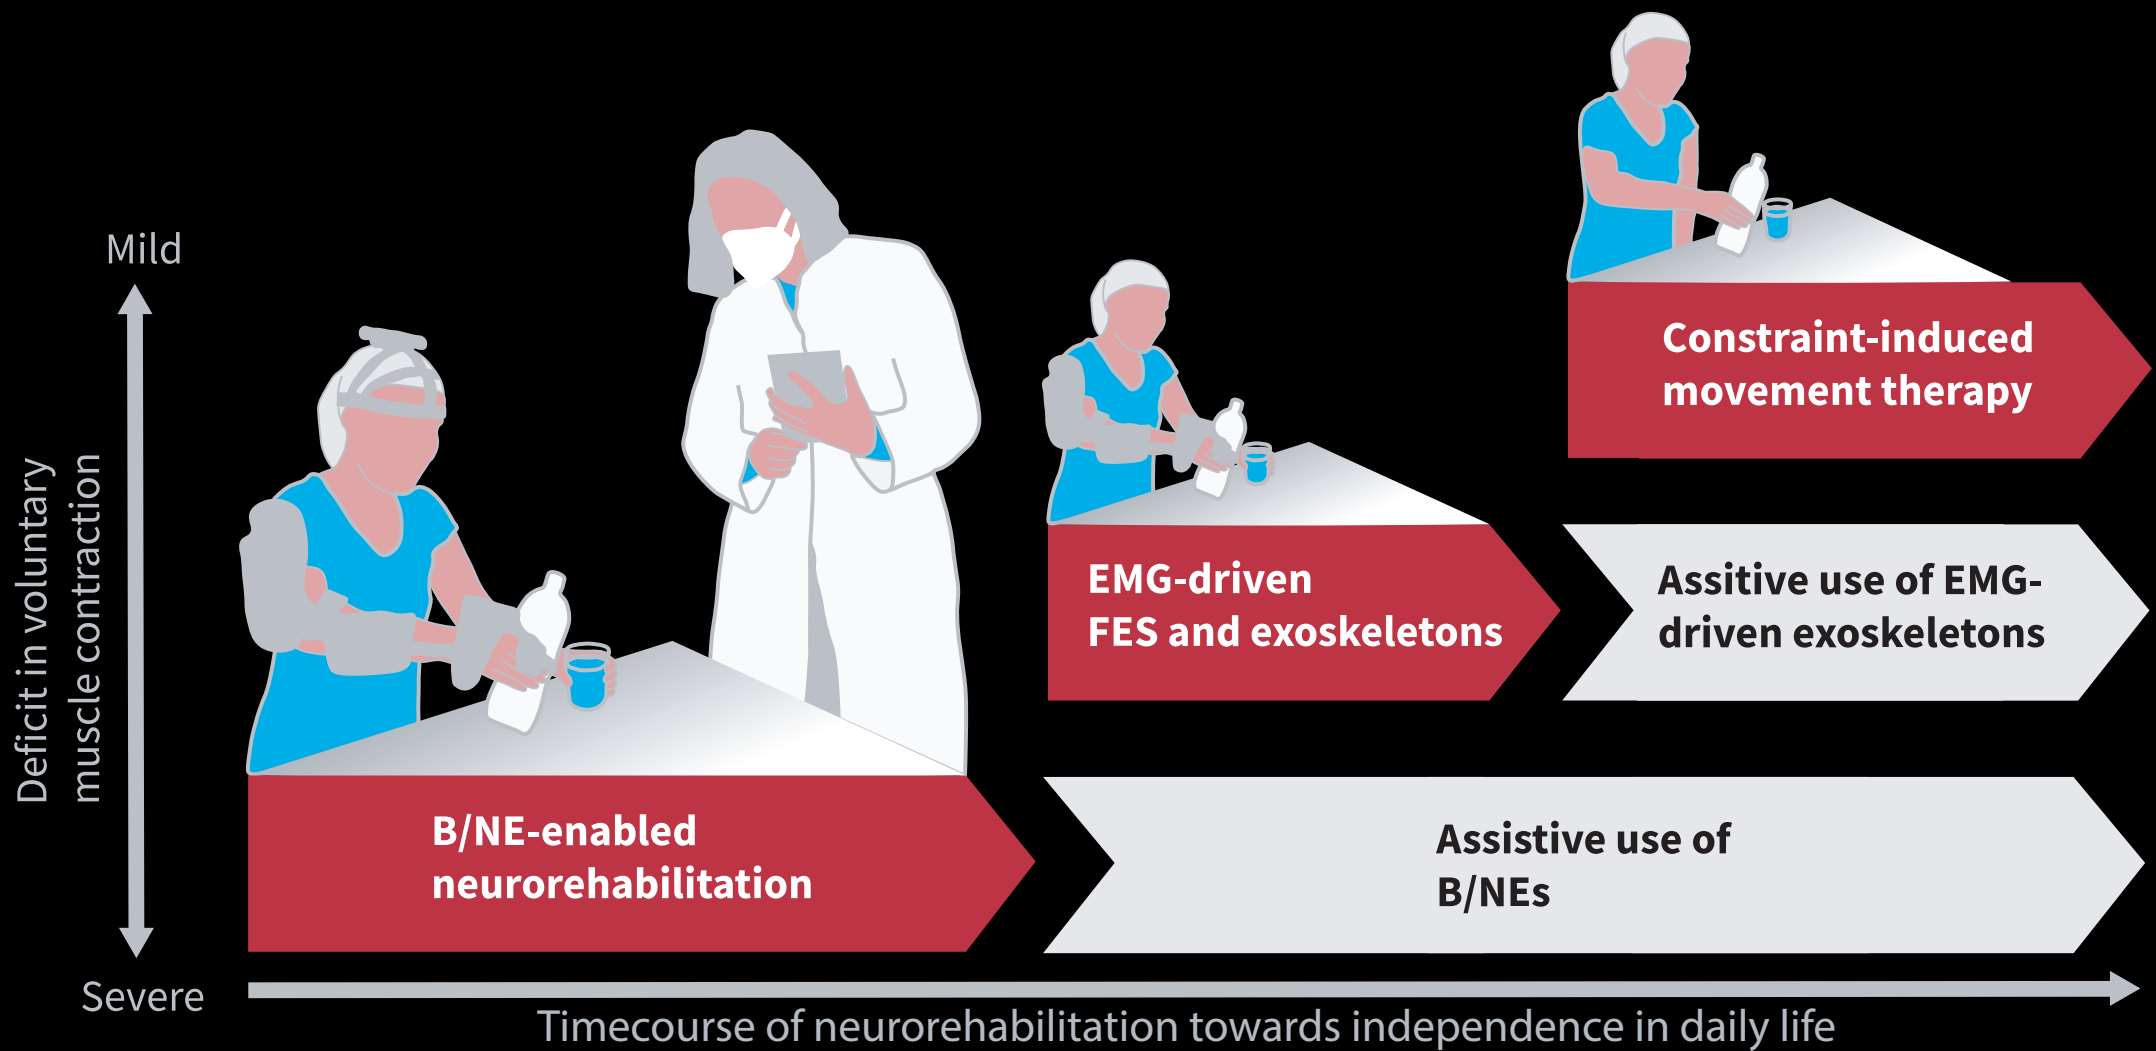 Mild
Deficit in voluntary
muscle contraction
Severe
Constraint-induced
movement therapy
EMG-driven
FES and exoskeletons
Assitive use of EMG-
driven exoskeletons
B/NE-enabled
neurorehabilitation
Assistive use of
B/NEs
Timecourse of neurorehabilitation towards independence in daily life